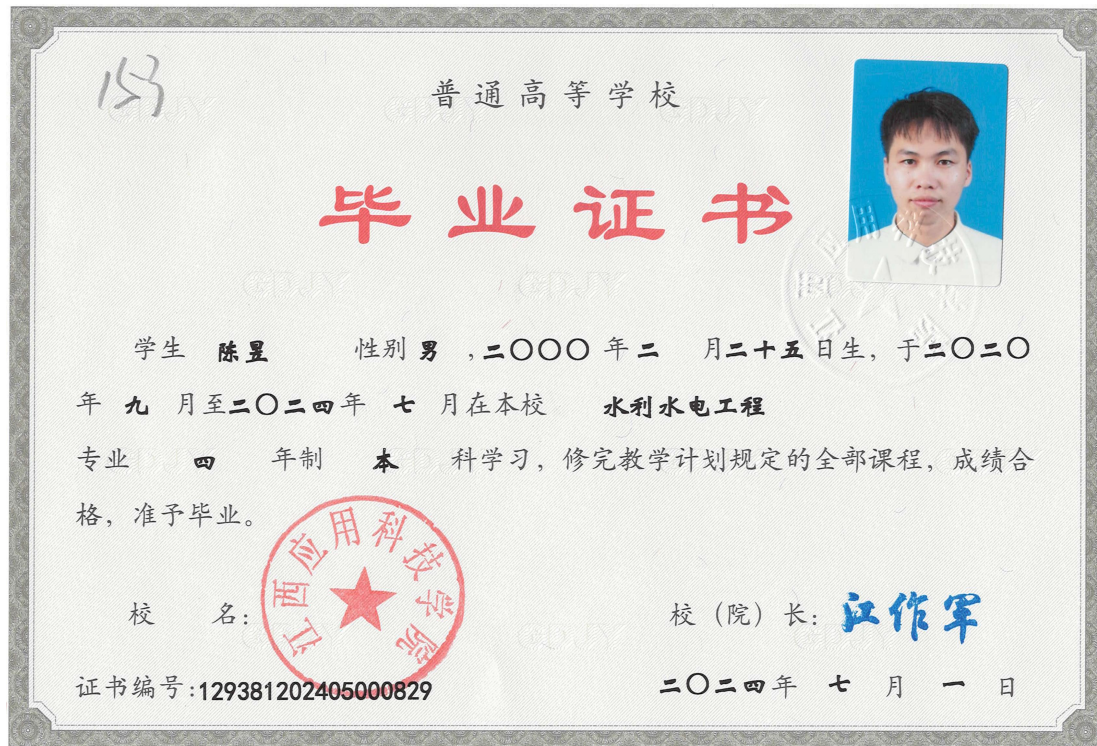 153
普通高等学校
毕业证书
学生 陈昱 性别 男 ,二〇〇〇 年 二 月二十五日生，于二〇二〇
年 九 月至二〇二四年 七 月在本校 水利水电工程
专业 四 年制 本 科学习，修完教学计划规定的全部课程，成绩合
格，准予毕业。
江西应用科技学院
校 名：
校（院）长：江作军
证书编号:129381202405000829
二〇二四年 七 月 一 日